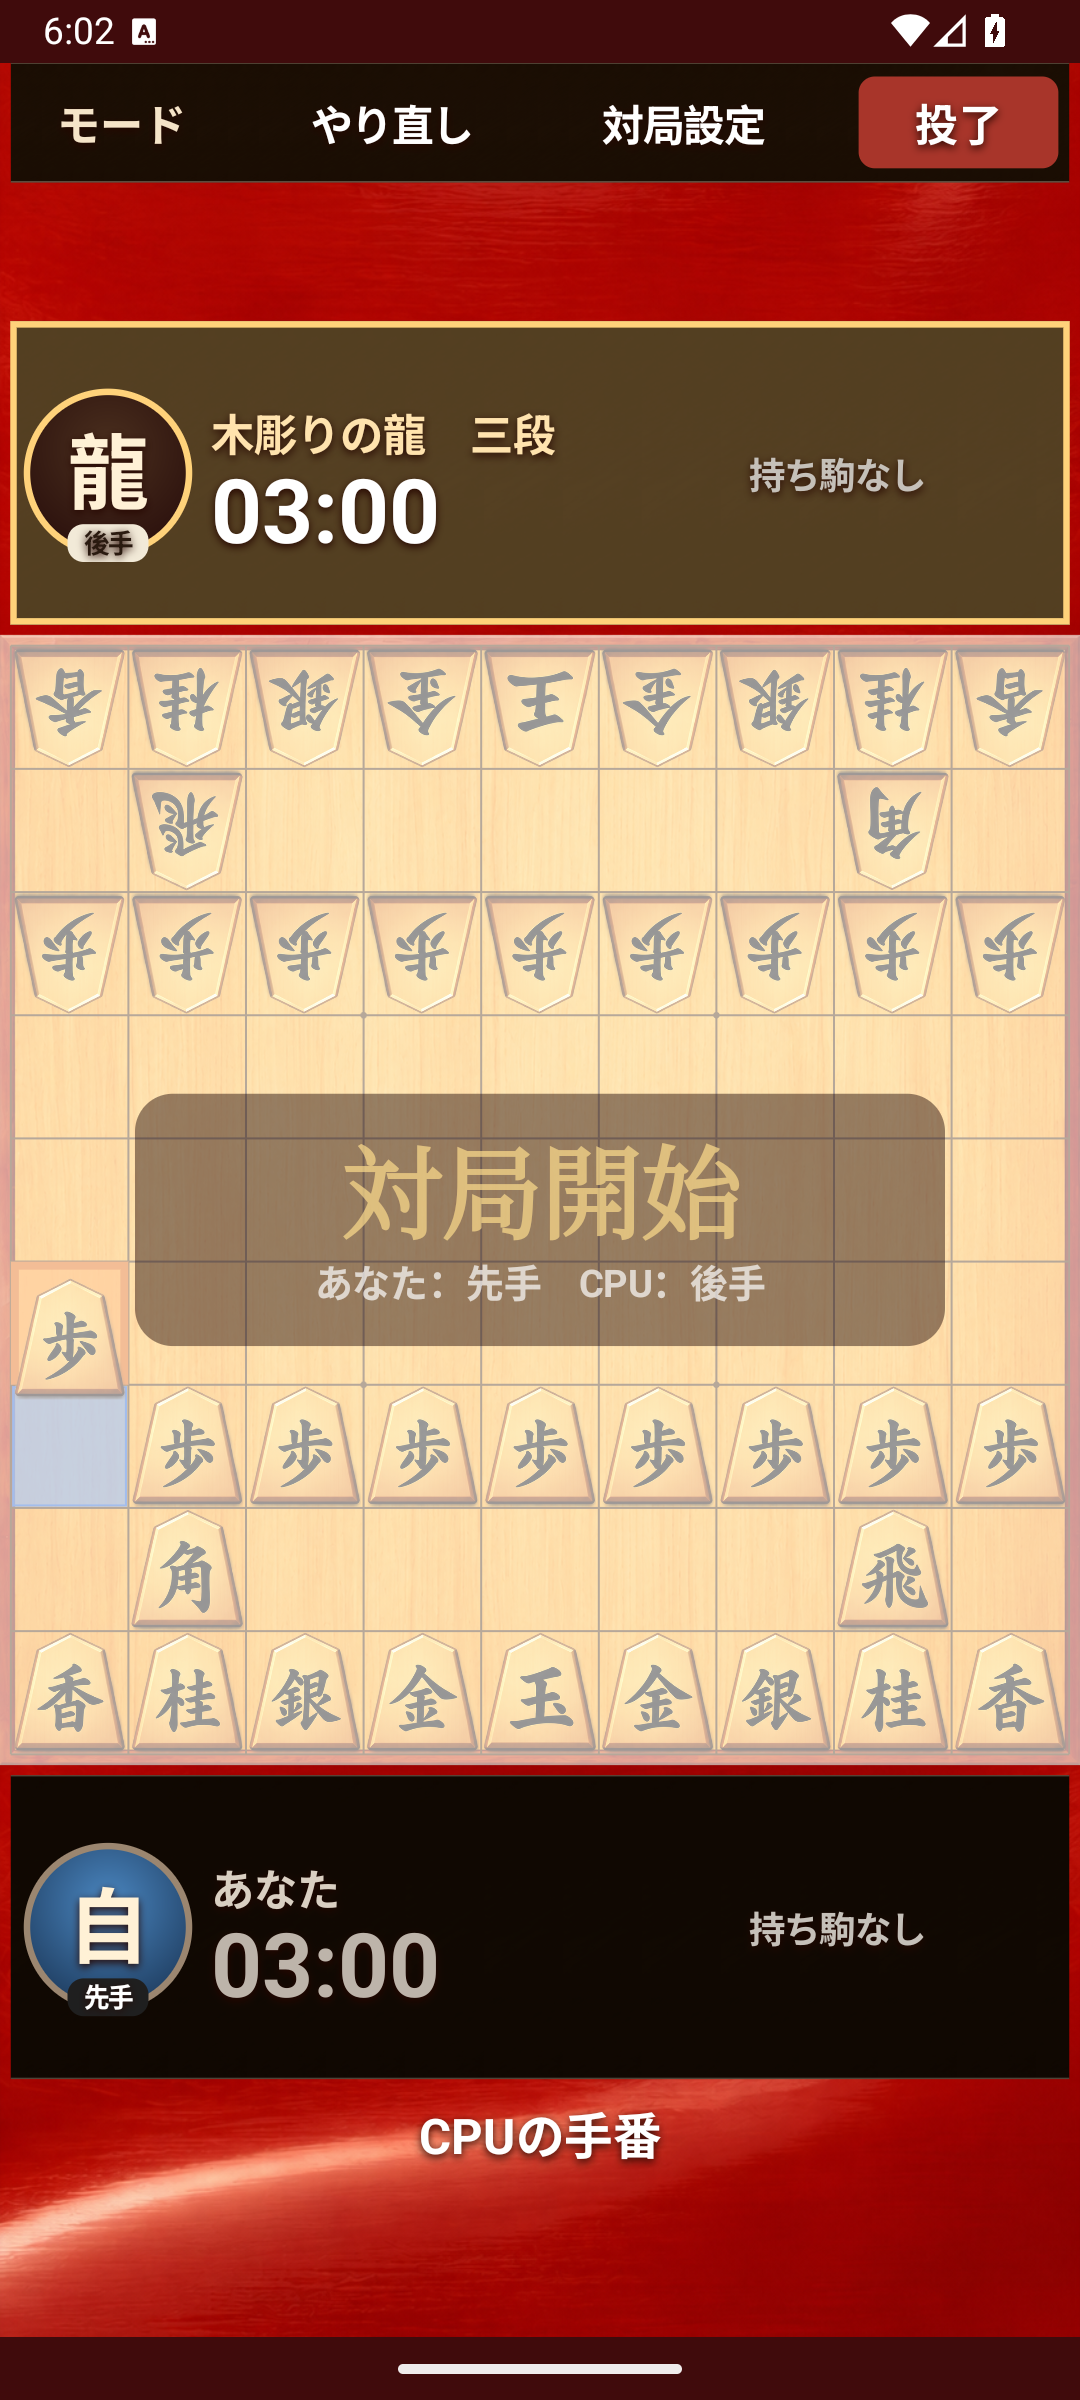 6:02 A
モード やり直し 対局設定 投了
龍
後手
木彫りの龍 三段
03:00
持ち駒なし
香 桂 銀 金 王 金 銀 桂 香
飛 角
歩 歩 歩 歩 歩 歩 歩 歩 歩
対局開始
あなた：先手 CPU：後手
歩
歩 歩 歩 歩 歩 歩 歩 歩
角 飛
香 桂 銀 金 玉 金 銀 桂 香
自
先手
あなた
03:00
持ち駒なし
CPUの手番